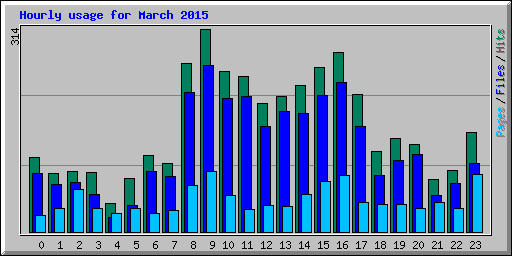 Hourly usage for March 2015
314
Pages/Files/Hits
0 1 2 3 4 5 6 7 8 9 10 11 12 13 14 15 16 17 18 19 20 21 22 23